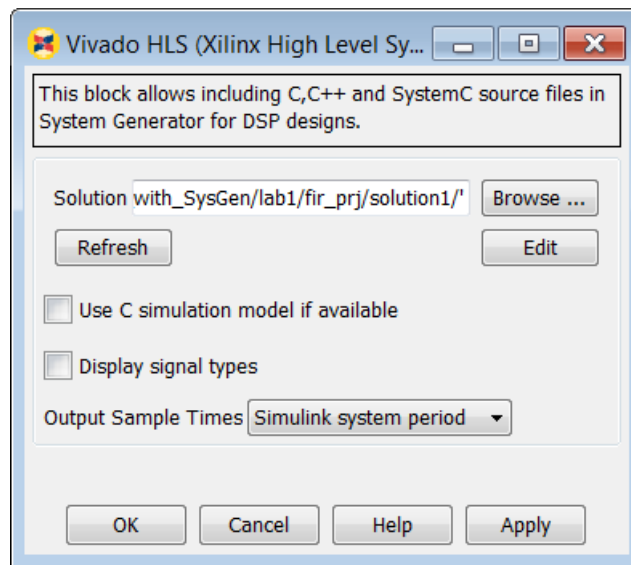 Vivado HLS (Xilinx High Level Sy...
This block allows including C,C++ and SystemC source files in
System Generator for DSP designs.
Solution with_SysGen/lab1/fir_prj/solution1/' Browse ...
Refresh Edit
Use C simulation model if available
Display signal types
Output Sample Times Simulink system period
OK Cancel Help Apply